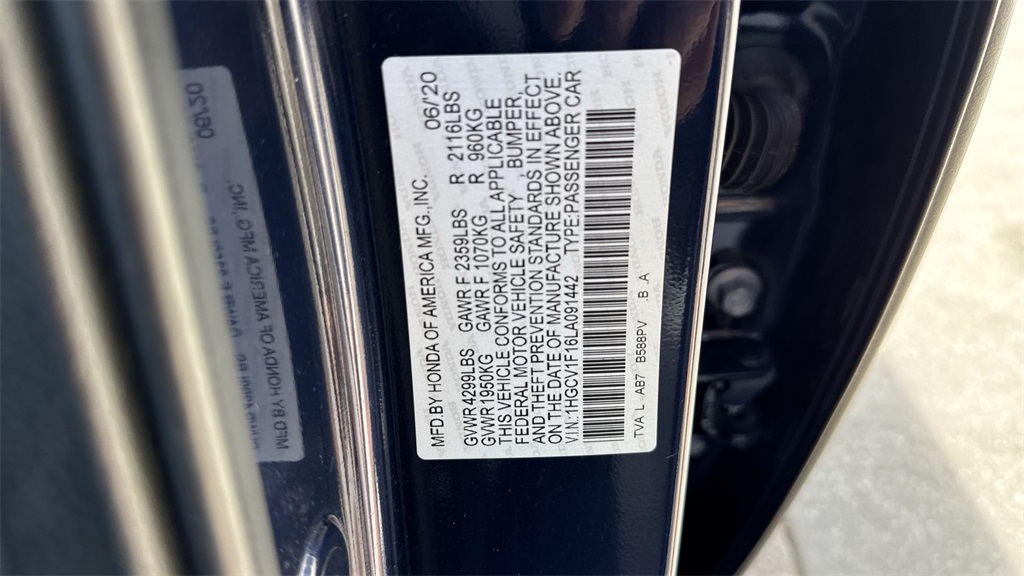 MFD.BY HONDA OF AMERICA MFG.,INC. 06/20
GVWR4299LBS GAWR F 2359LBS R 2116LBS
GVWR1950KG GAWR F 1070KG R 960KG
THIS VEHICLE CONFORMS TO ALL APPLICABLE
FEDERAL MOTOR VEHICLE SAFETY , BUMPER,
AND THEFT PREVENTION STANDARDS IN EFFECT
ON THE DATE OF MANUFACTURE SHOWN ABOVE.
V.I.N.:1HGCV1F16LA091442 TYPE:PASSENGER CAR
TVA L AB7 B588PV .B .A